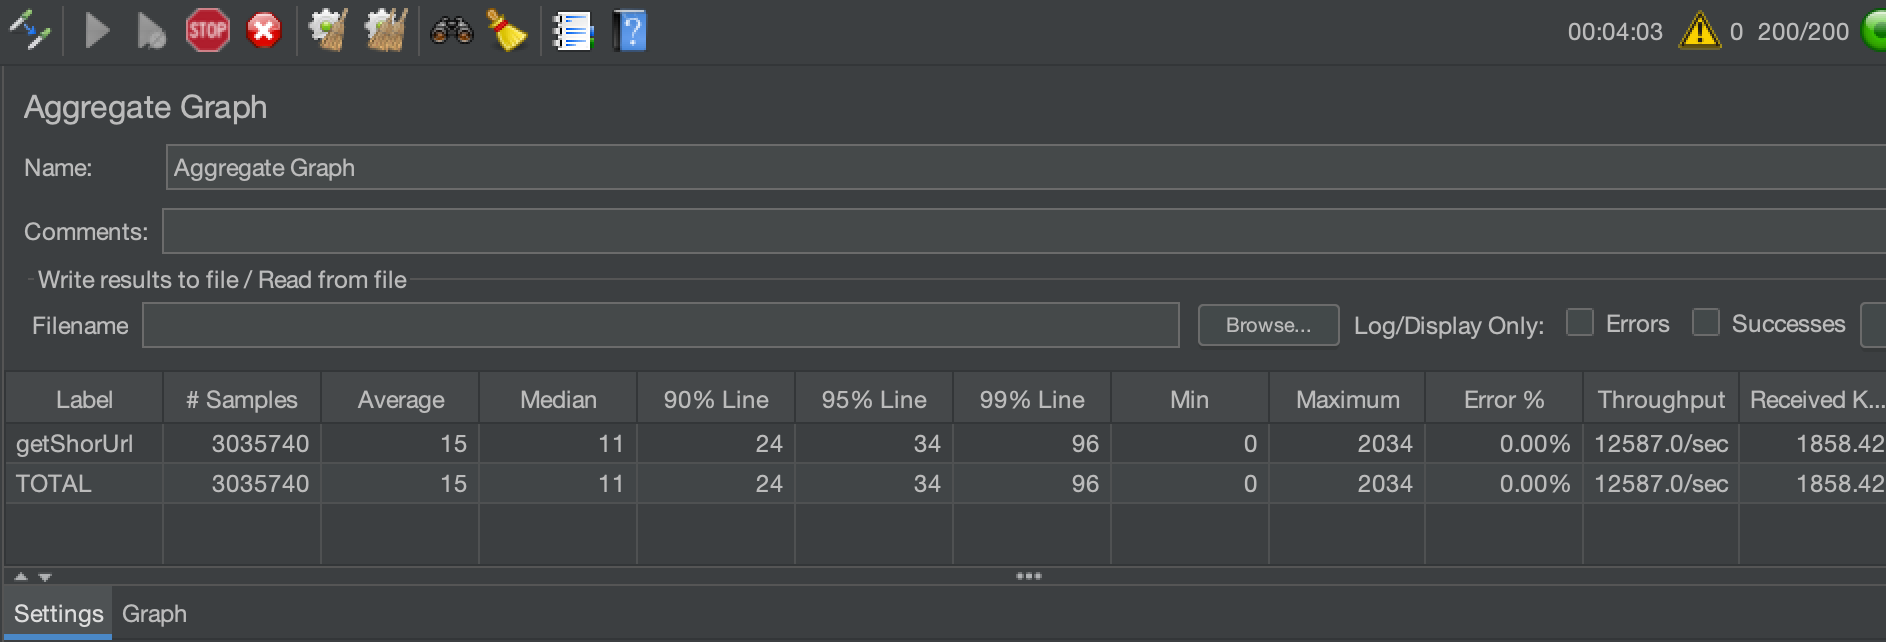 STOP
00:04:03 0 200/200
Aggregate Graph
Name: Aggregate Graph
Comments:
Write results to file / Read from file
Filename Browse... Log/Display Only: Errors Successes
Label # Samples Average Median 90% Line 95% Line 99% Line Min Maximum Error % Throughput Received K...
getShorUrl 3035740 15 11 24 34 96 0 2034 0.00% 12587.0/sec 1858.42
TOTAL 3035740 15 11 24 34 96 0 2034 0.00% 12587.0/sec 1858.42
Settings Graph